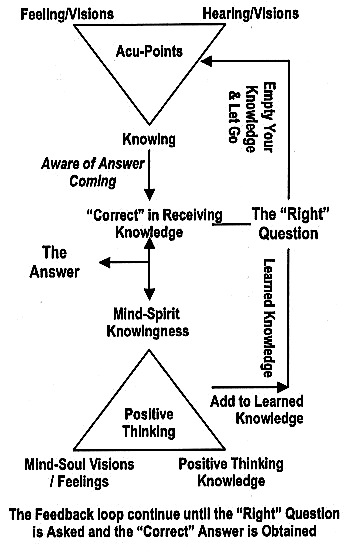 Feeling/Visions
Hearing/Visions
Acu-Points
Knowing
Empty Your
Knowledge
& Let Go
Aware of Answer
Coming
"Correct" in Receiving
Knowledge
The "Right"
Question
The
Answer
Learned Knowledge
Mind-Spirit
Knowingness
Positive
Thinking
Add to Learned
Knowledge
Mind-Soul Visions
/ Feelings
Positive Thinking
Knowledge
The Feedback loop continue until the "Right" Question
is Asked and the "Correct" Answer is Obtained